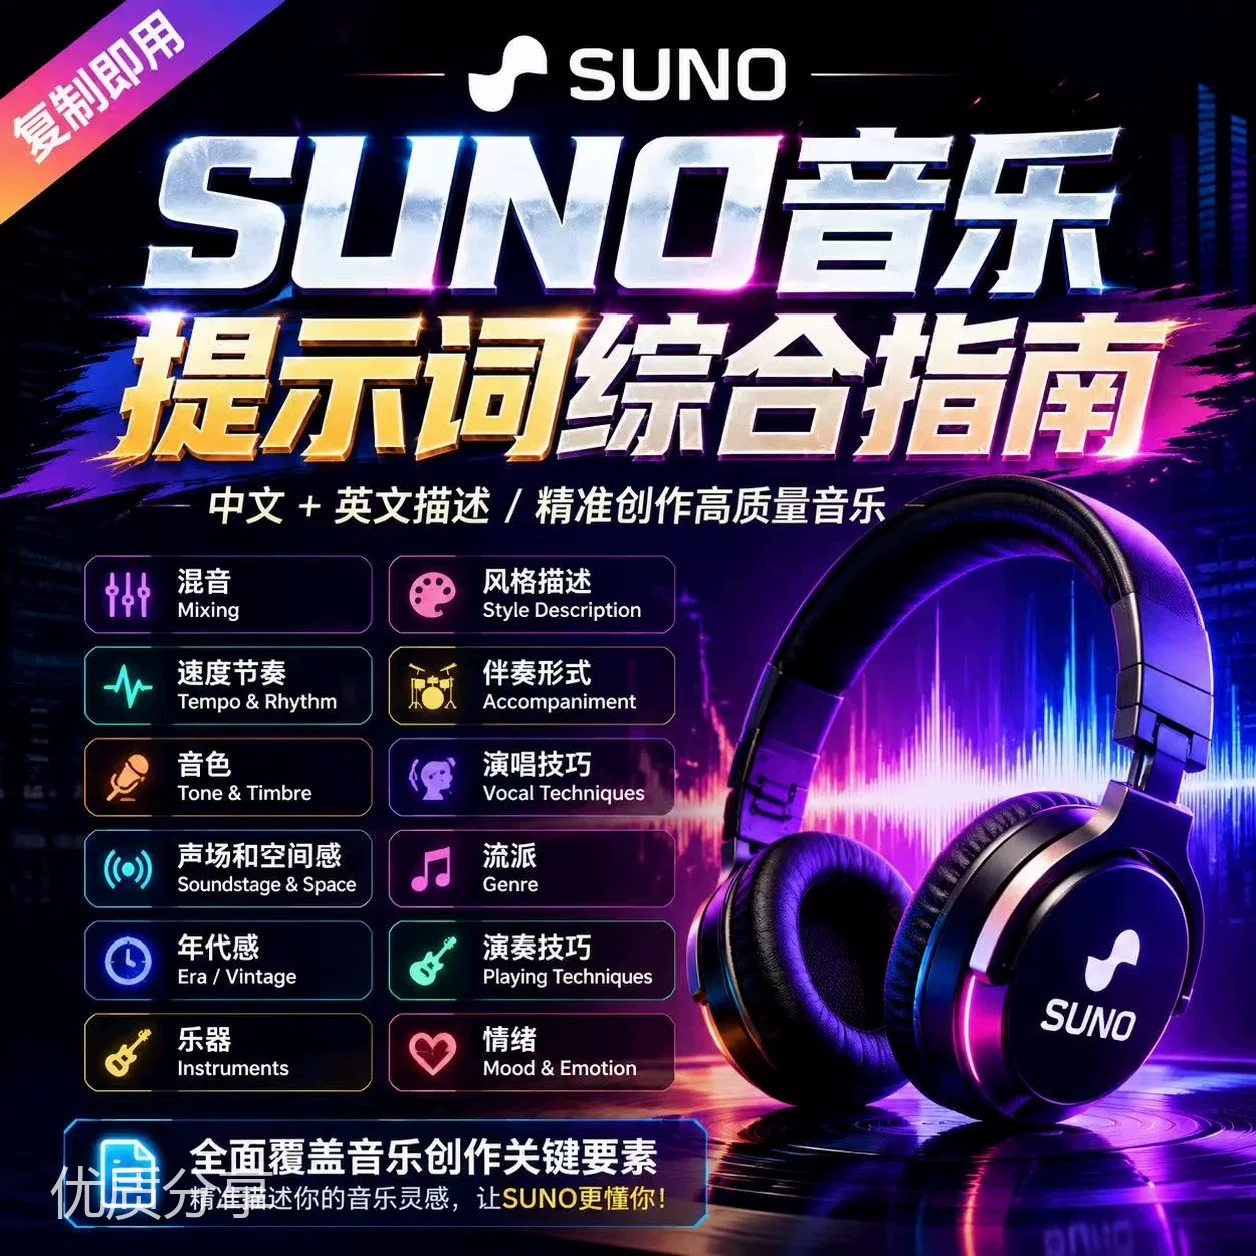 复制即用
SUNO
SUNO音乐
提示词综合指南
中文 + 英文描述 / 精准创作高质量音乐
混音
Mixing
风格描述
Style Description
速度节奏
Tempo & Rhythm
伴奏形式
Accompaniment
音色
Tone & Timbre
演唱技巧
Vocal Techniques
声场和空间感
Soundstage & Space
流派
Genre
年代感
Era / Vintage
演奏技巧
Playing Techniques
乐器
Instruments
情绪
Mood & Emotion
SUNO
全面覆盖音乐创作关键要素
精准描述你的音乐灵感，让SUNO更懂你！
优质分享